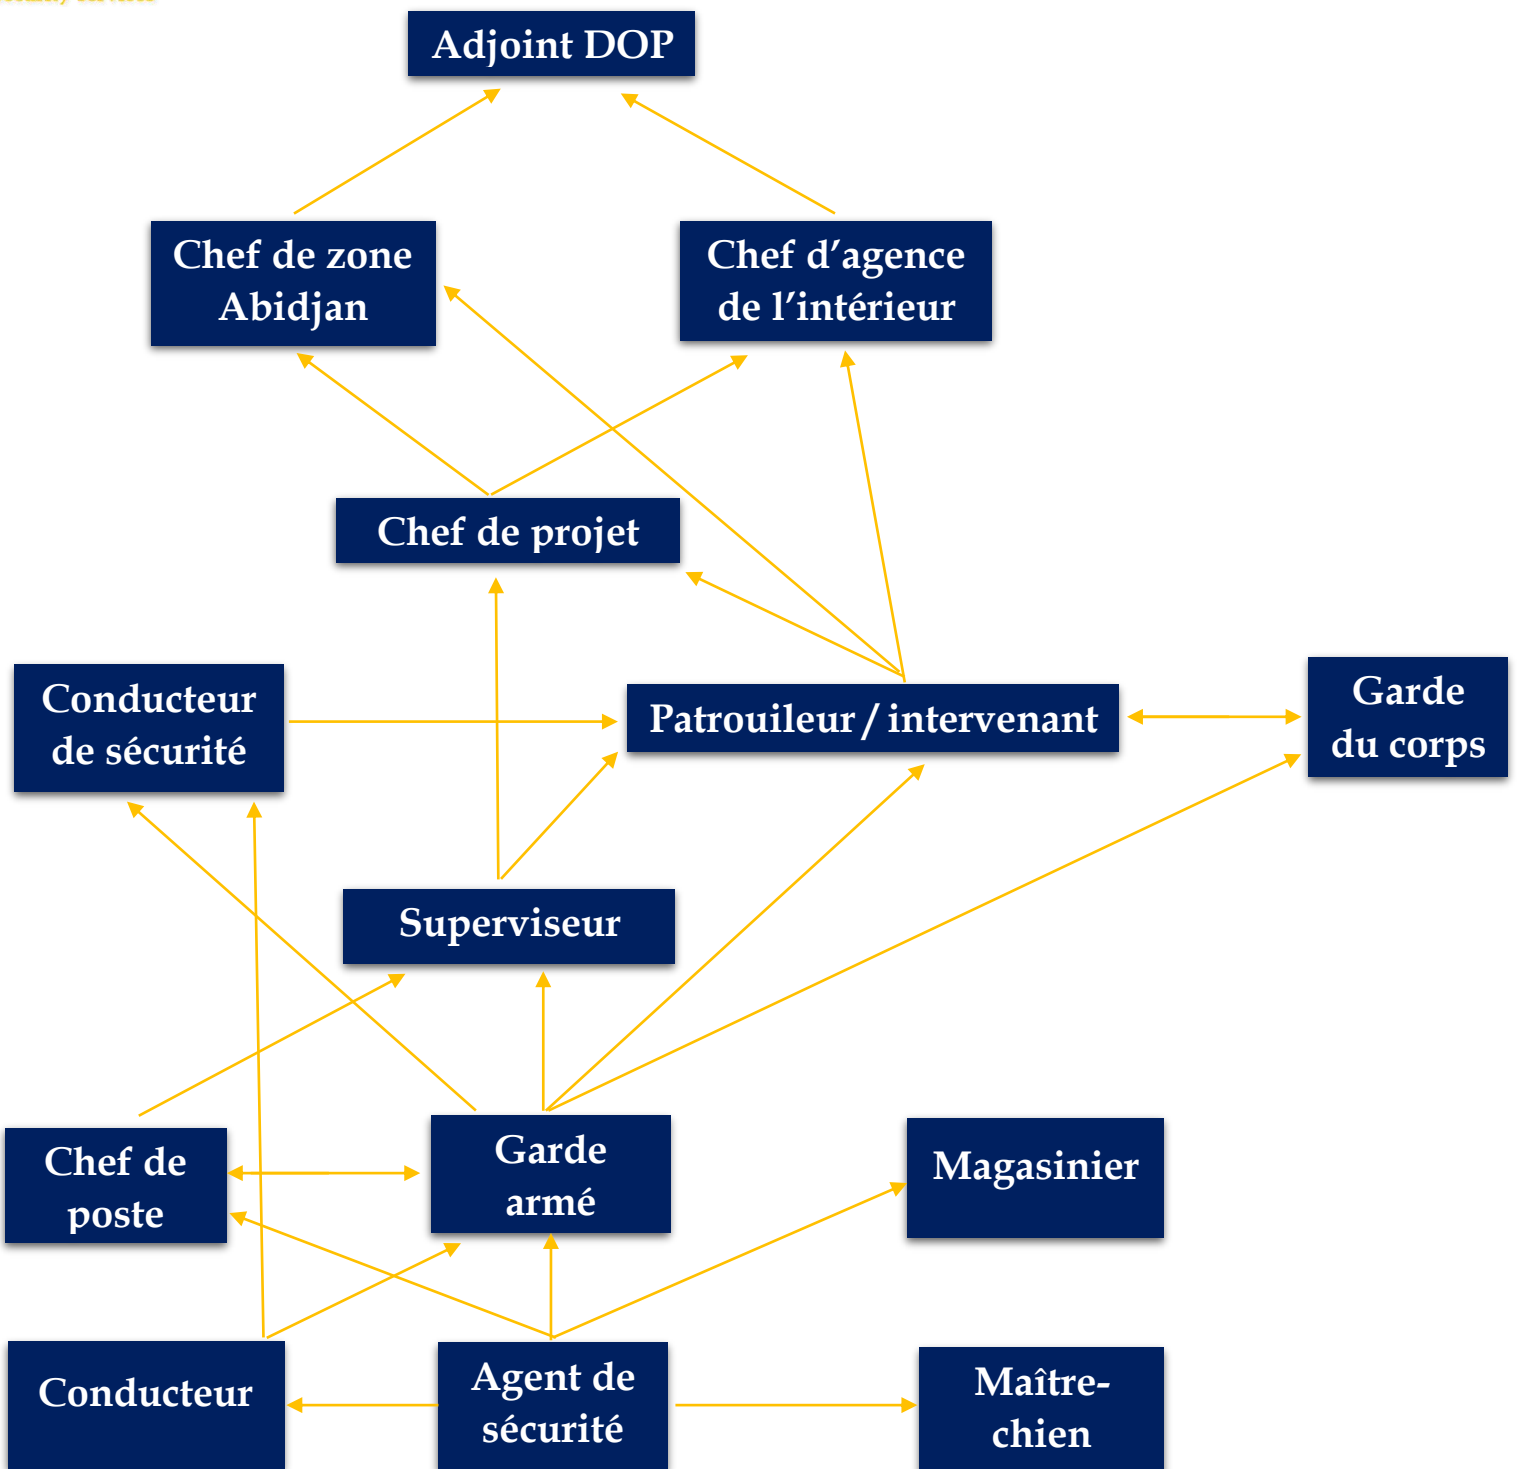 Adjoint DOP
Chef de zone
Abidjan
Chef d’agence
de l’intérieur
Chef de projet
Conducteur
de sécurité
Patrouileur / intervenant
Garde
du corps
Superviseur
Chef de
poste
Garde
armé
Magasinier
Conducteur
Agent de
sécurité
Maître-
chien